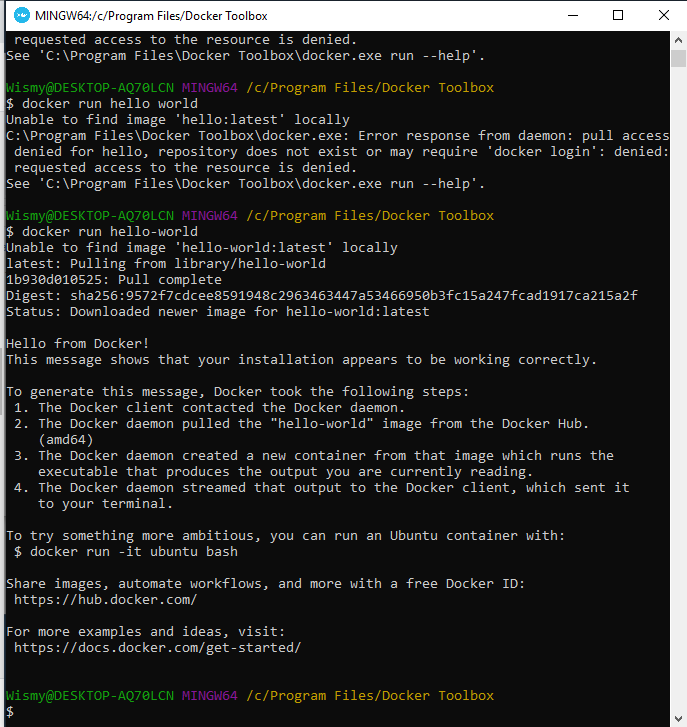 MINGW64:/c/Program Files/Docker Toolbox
requested access to the resource is denied.
See 'C:\Program Files\Docker Toolbox\docker.exe run --help'.
Wismy@DESKTOP-AQ70LCN MINGW64 /c/Program Files/Docker Toolbox
$ docker run hello world
Unable to find image 'hello:latest' locally
C:\Program Files\Docker Toolbox\docker.exe: Error response from daemon: pull access
denied for hello, repository does not exist or may require 'docker login': denied:
requested access to the resource is denied.
See 'C:\Program Files\Docker Toolbox\docker.exe run --help'.
Wismy@DESKTOP-AQ70LCN MINGW64 /c/Program Files/Docker Toolbox
$ docker run hello-world
Unable to find image 'hello-world:latest' locally
latest: Pulling from library/hello-world
1b930d010525: Pull complete
Digest: sha256:9572f7cdcee8591948c2963463447a53466950b3fc15a247fcad1917ca215a2f
Status: Downloaded newer image for hello-world:latest
Hello from Docker!
This message shows that your installation appears to be working correctly.
To generate this message, Docker took the following steps:
1. The Docker client contacted the Docker daemon.
2. The Docker daemon pulled the "hello-world" image from the Docker Hub.
(amd64)
3. The Docker daemon created a new container from that image which runs the
executable that produces the output you are currently reading.
4. The Docker daemon streamed that output to the Docker client, which sent it
to your terminal.
To try something more ambitious, you can run an Ubuntu container with:
$ docker run -it ubuntu bash
Share images, automate workflows, and more with a free Docker ID:
https://hub.docker.com/
For more examples and ideas, visit:
https://docs.docker.com/get-started/
Wismy@DESKTOP-AQ70LCN MINGW64 /c/Program Files/Docker Toolbox
$